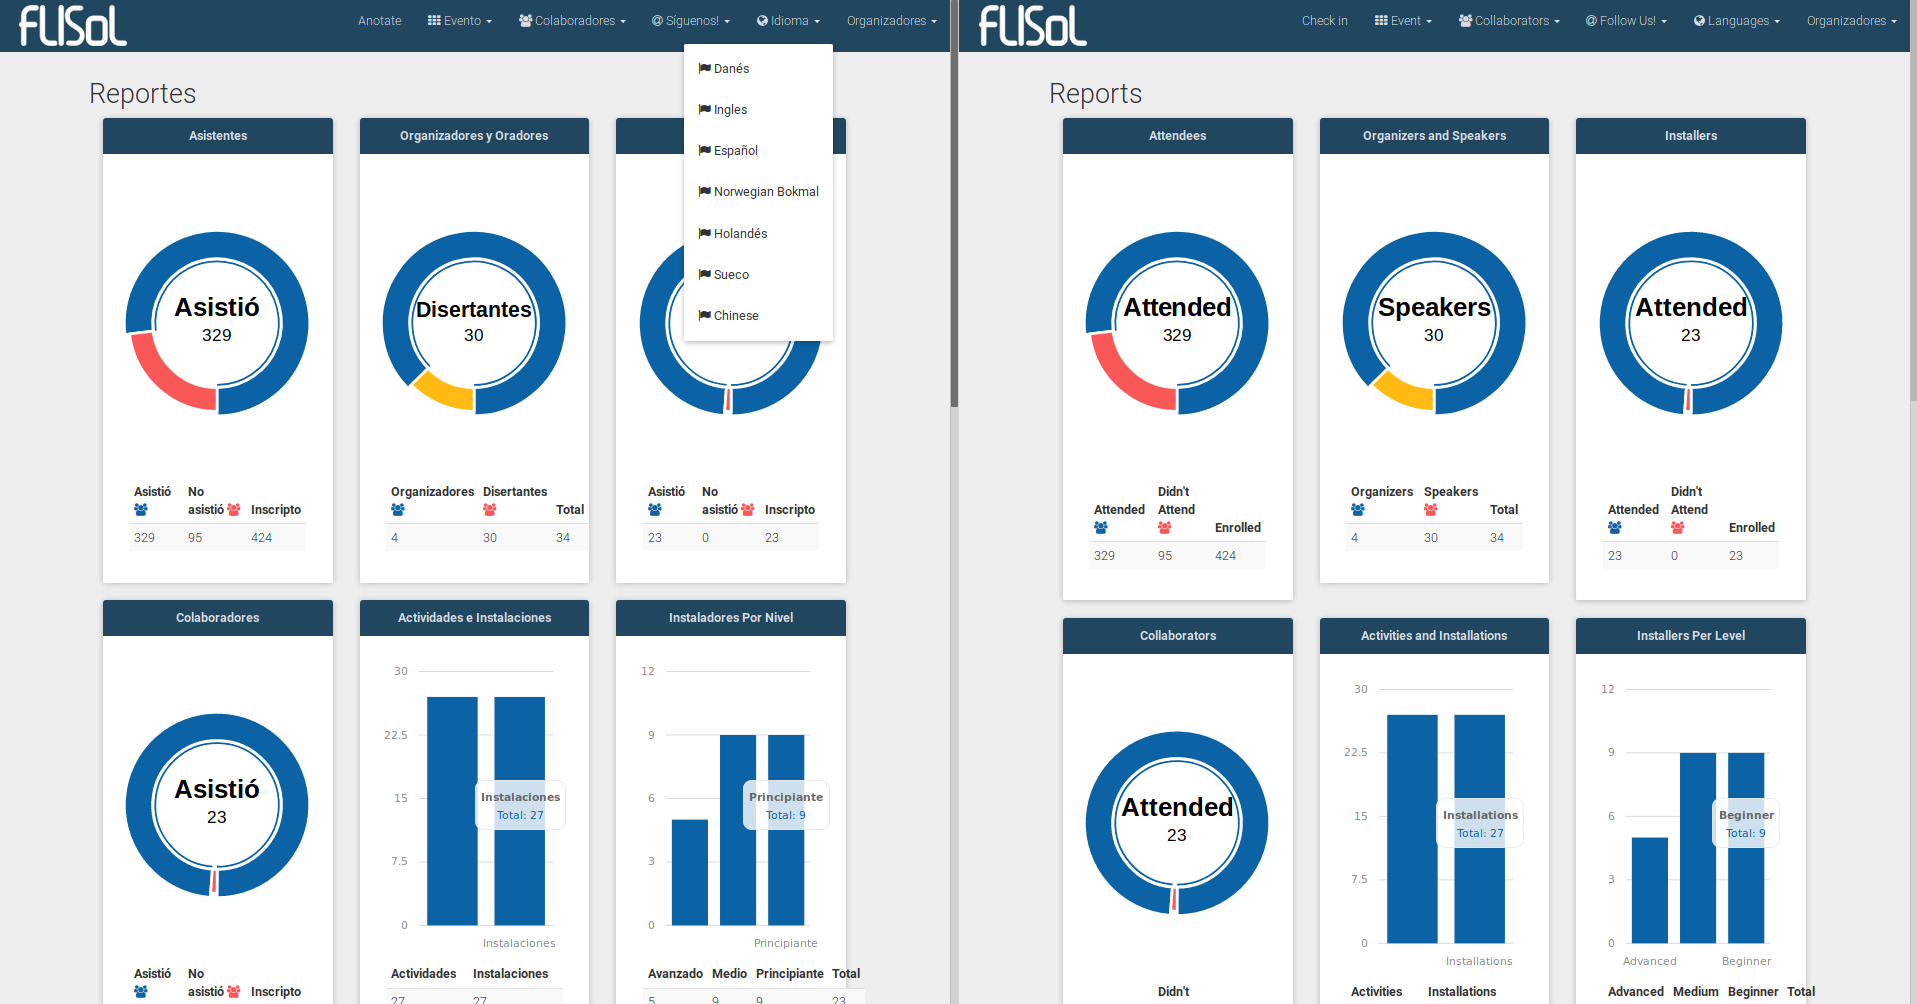 FLISoL
Anotate
Evento
Colaboradores
@ Síguenos!
Idioma
Organizadores
Danés
Ingles
Español
Norwegian Bokmal
Holandés
Sueco
Chinese
Reportes
Asistentes
Asistió
329
Asistió
No
asistió
Inscripto
329 95 424
Organizadores y Oradores
Disertantes
30
Organizadores Disertantes
Total
4 30 34
Asistió
No
asistió
Inscripto
23 0 23
Colaboradores
Asistió
23
Asistió
No
asistió
Inscripto
Actividades e Instalaciones
30
22.5
15
7.5
0
Instalaciones
Total: 27
Instalaciones
Actividades Instalaciones
27 27
Instaladores Por Nivel
12
9
6
3
0
Principiante
Total: 9
Principiante
Avanzado Medio Principiante Total
5 9 9 23
FLISoL
Check in
Event
Collaborators
@ Follow Us!
Languages
Organizadores
Reports
Attendees
Attended
329
Attended
Didn't
Attend
Enrolled
329 95 424
Organizers and Speakers
Speakers
30
Organizers Speakers
Total
4 30 34
Installers
Attended
23
Attended
Didn't
Attend
Enrolled
23 0 23
Collaborators
Attended
23
Didn't
Activities and Installations
30
22.5
15
7.5
0
Installations
Total: 27
Installations
Activities Installations
Installers Per Level
12
9
6
3
0
Beginner
Total: 9
Advanced Beginner
Advanced Medium Beginner Total